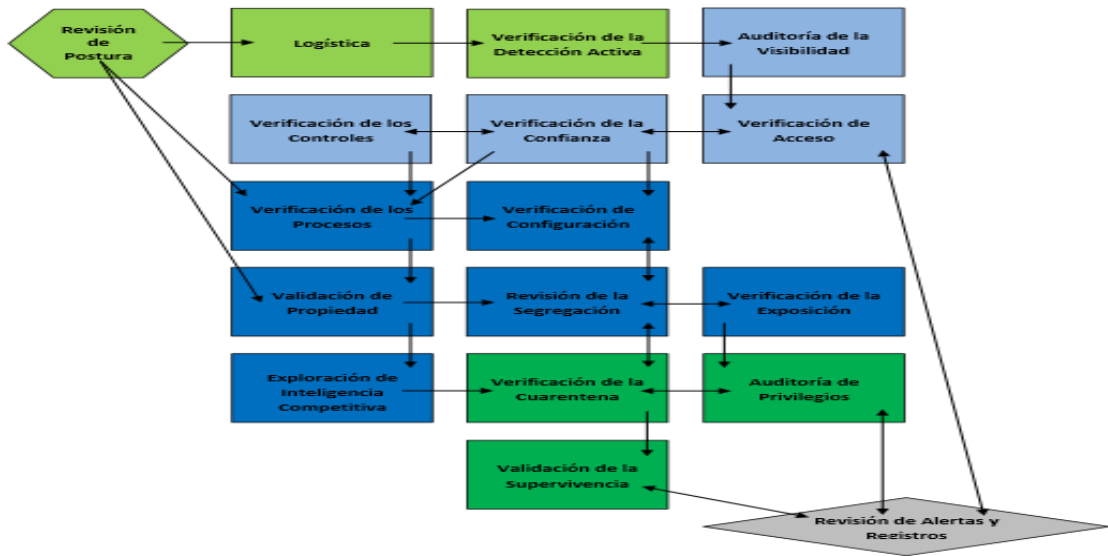 Revisión
de
Postura
Logística
Verificación de la
Detección Activa
Auditoría de la
Visibilidad
Verificación de los
Controles
Verificación de la
Confianza
Verificación de
Acceso
Verificación de los
Procesos
Verificación de
Configuración
Validación de
Propiedad
Revisión de la
Segregación
Verificación de la
Exposición
Exploración de
Inteligencia
Competitiva
Verificación de la
Cuarentena
Auditoría de
Privilegios
Validación de la
Supervivencia
Revisión de Alertas y
Registros